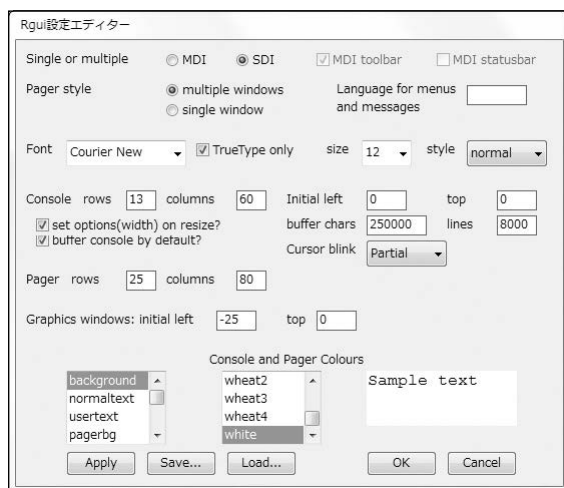 Rgui設定エディター
Single or multiple MDI SDI MDI toolbar MDI statusbar
Pager style multiple windows Language for menus
single window and messages
Font Courier New TrueType only size 12 style normal
Console rows 13 columns 60 Initial left 0 top 0
set options(width) on resize? buffer chars 250000 lines 8000
buffer console by default?
Cursor blink Partial
Pager rows 25 columns 80
Graphics windows: initial left -25 top 0
Console and Pager Colours
background wheat2 Sample text
normaltext wheat3
usertext wheat4
pagerbg white
Apply Save... Load... OK Cancel